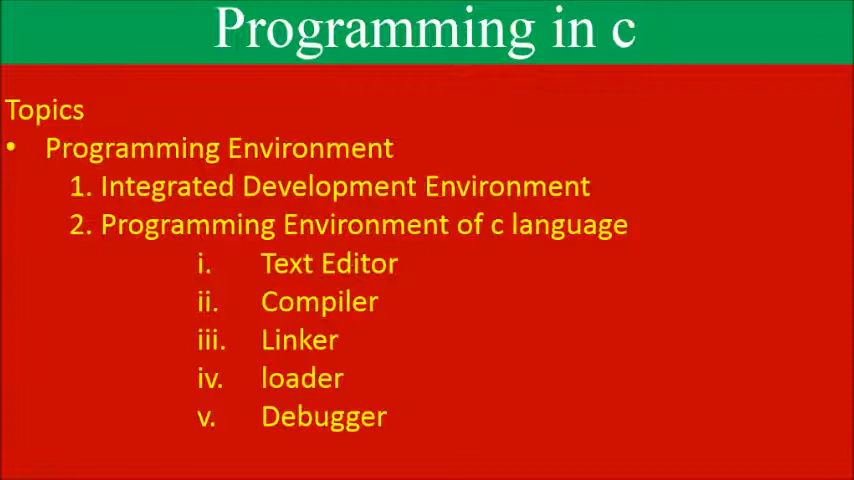 Programming in c
Topics
• Programming Environment
1. Integrated Development Environment
2. Programming Environment of c language
i. Text Editor
ii. Compiler
iii. Linker
iv. loader
v. Debugger